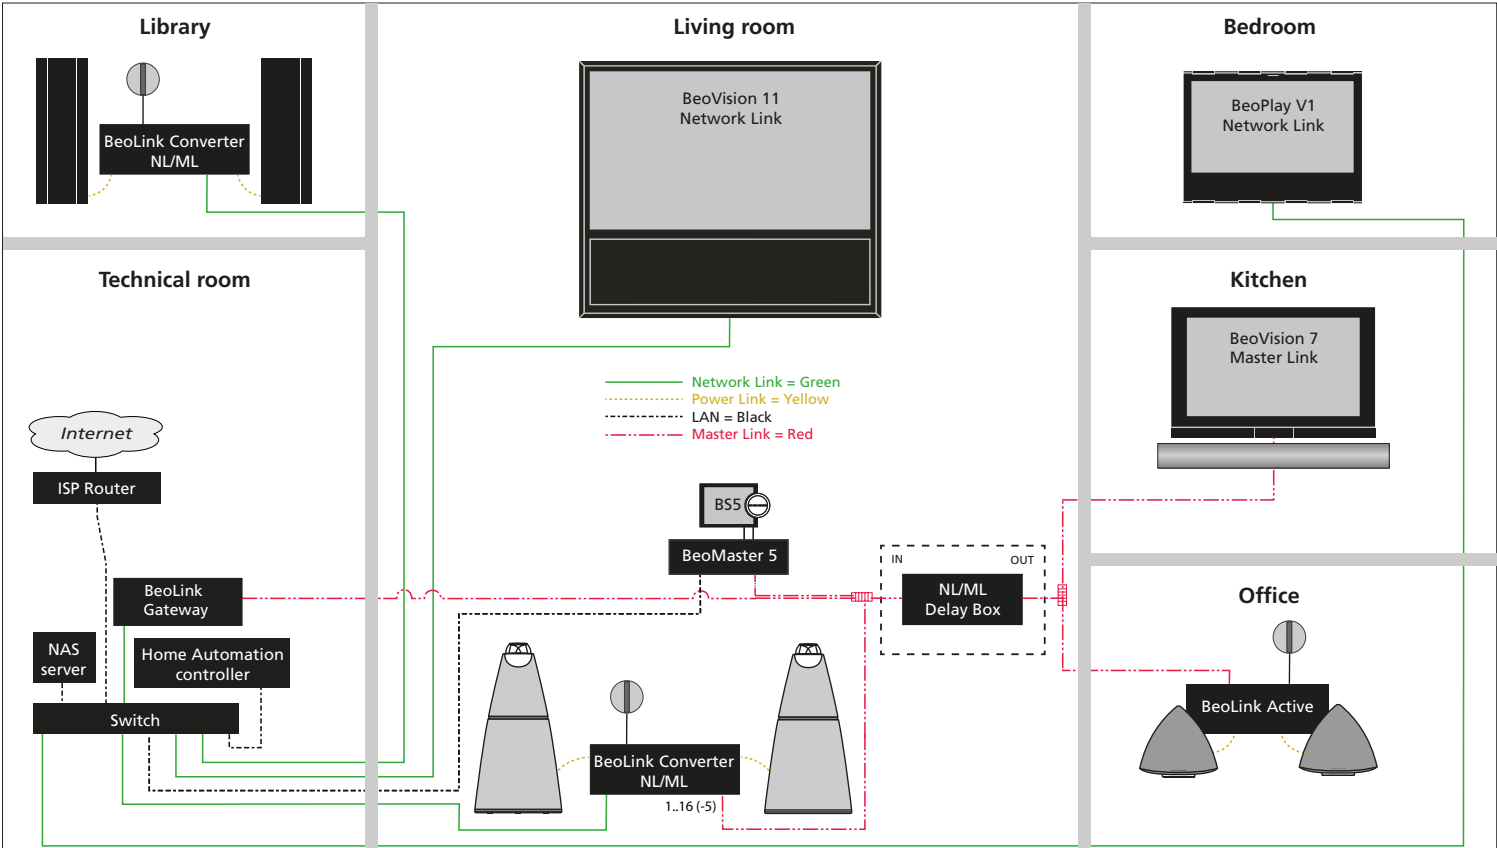 Library
Living room
Bedroom
BeoLink Converter
NL/ML
BeoVision 11
Network Link
BeoPlay V1
Network Link
Technical room
Kitchen
BeoVision 7
Master Link
Network Link = Green
Power Link = Yellow
LAN = Black
Master Link = Red
Internet
ISP Router
BS5
BeoMaster 5
IN
OUT
NL/ML
Delay Box
BeoLink
Gateway
NAS
server
Home Automation
controller
Switch
Office
BeoLink Active
BeoLink Converter
NL/ML
1..16 (-5)